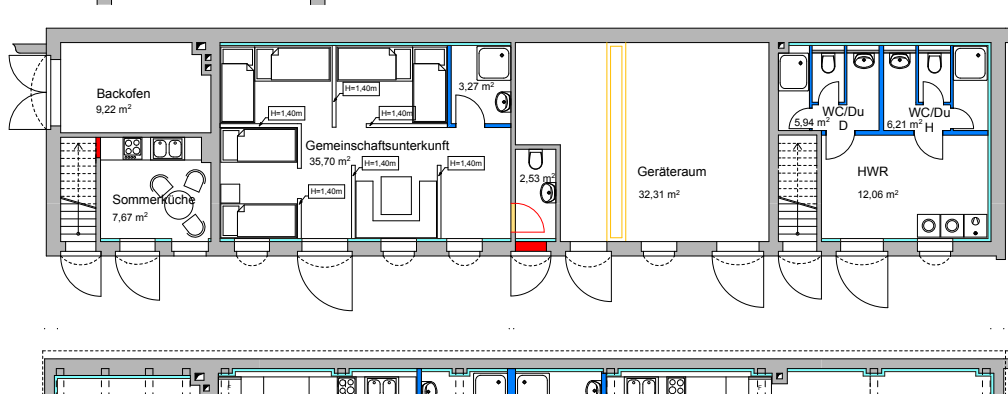 Backofen
9,22 m²
Sommerküche
7,67 m²
H=1,40m
H=1,40m
H=1,40m
Gemeinschaftsunterkunft
35,70 m²
H=1,40m
H=1,40m
H=1,40m
3,27 m²
2,53 m²
Geräteraum
32,31 m²
WC/Du
D
5,94 m²
WC/Du
H
6,21 m²
HWR
12,06 m²